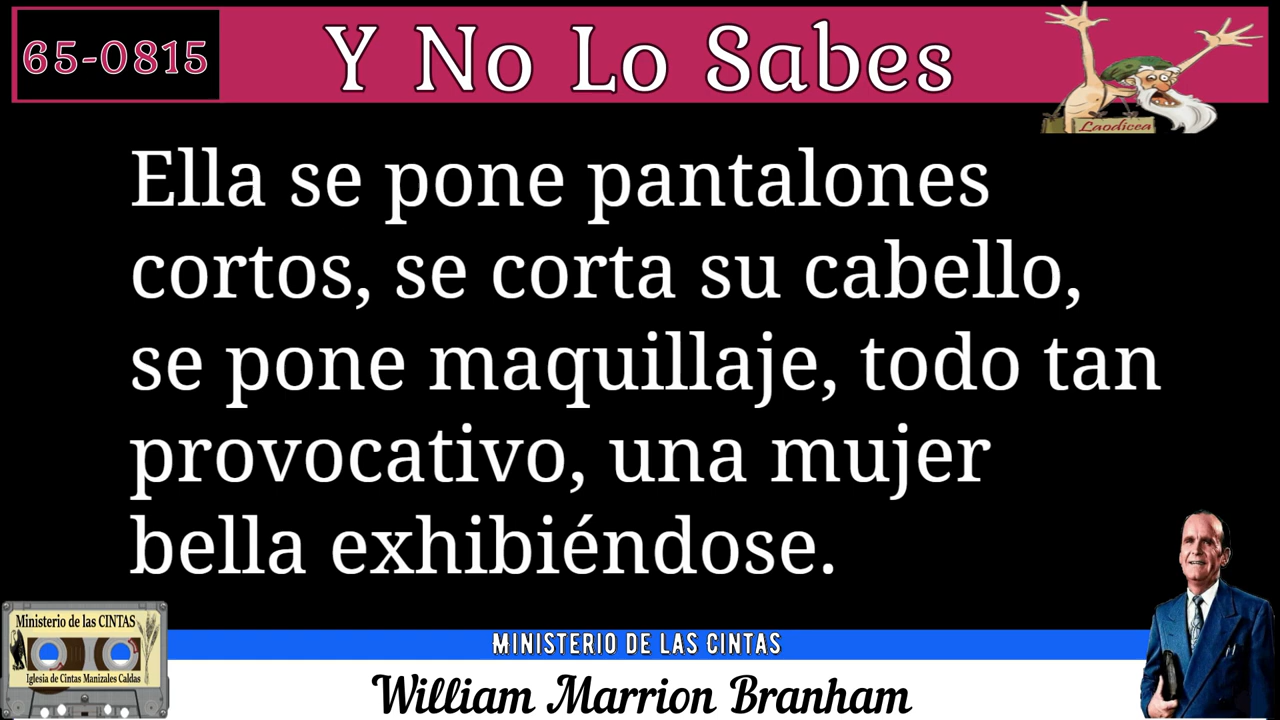 65-0815
Y No Lo Sabes
Laodicea
Ella se pone pantalones
cortos, se corta su cabello,
se pone maquillaje, todo tan
provocativo, una mujer
bella exhibiéndose.
Ministerio de las CINTAS
Iglesia de Cintas Manizales Caldas
MINISTERIO DE LAS CINTAS
William Marrion Branham